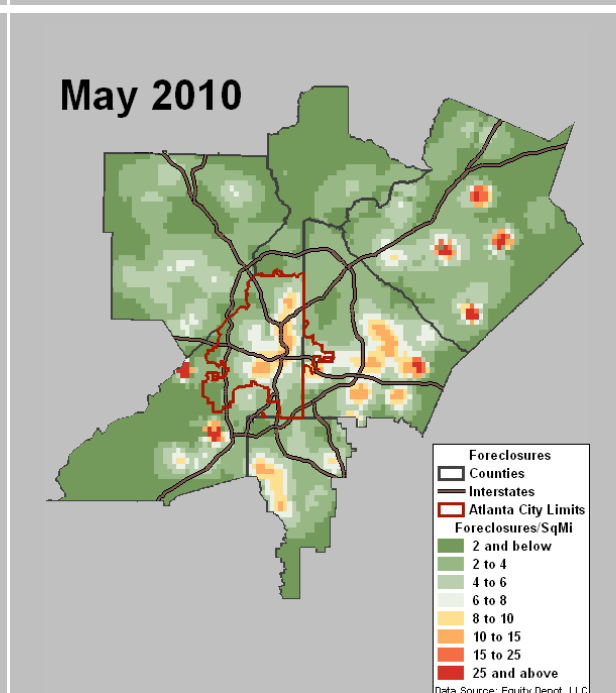 May 2010
Foreclosures
Counties
Interstates
Atlanta City Limits
Foreclosures/SqMi
2 and below
2 to 4
4 to 6
6 to 8
8 to 10
10 to 15
15 to 25
25 and above
Data Source: Equity Depot, LLC